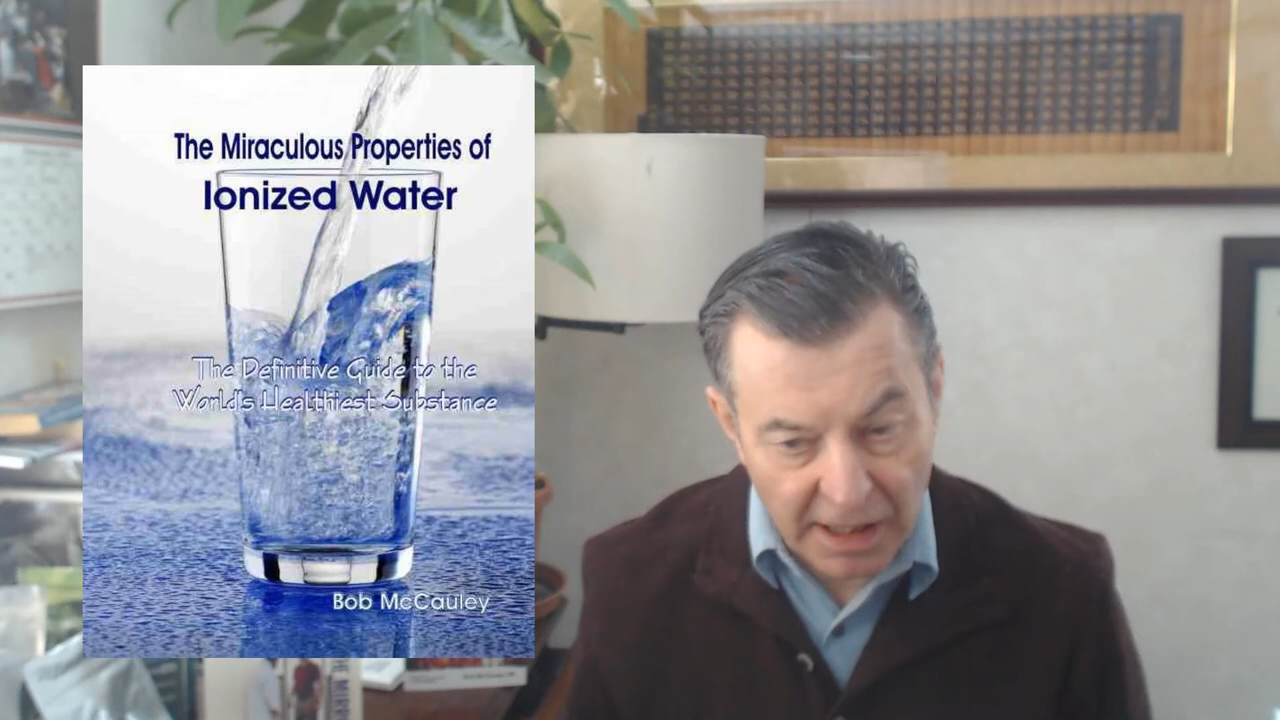 The Miraculous Properties of
Ionized Water
The Definitive Guide to the
World's Healthiest Substance
Bob McCauley